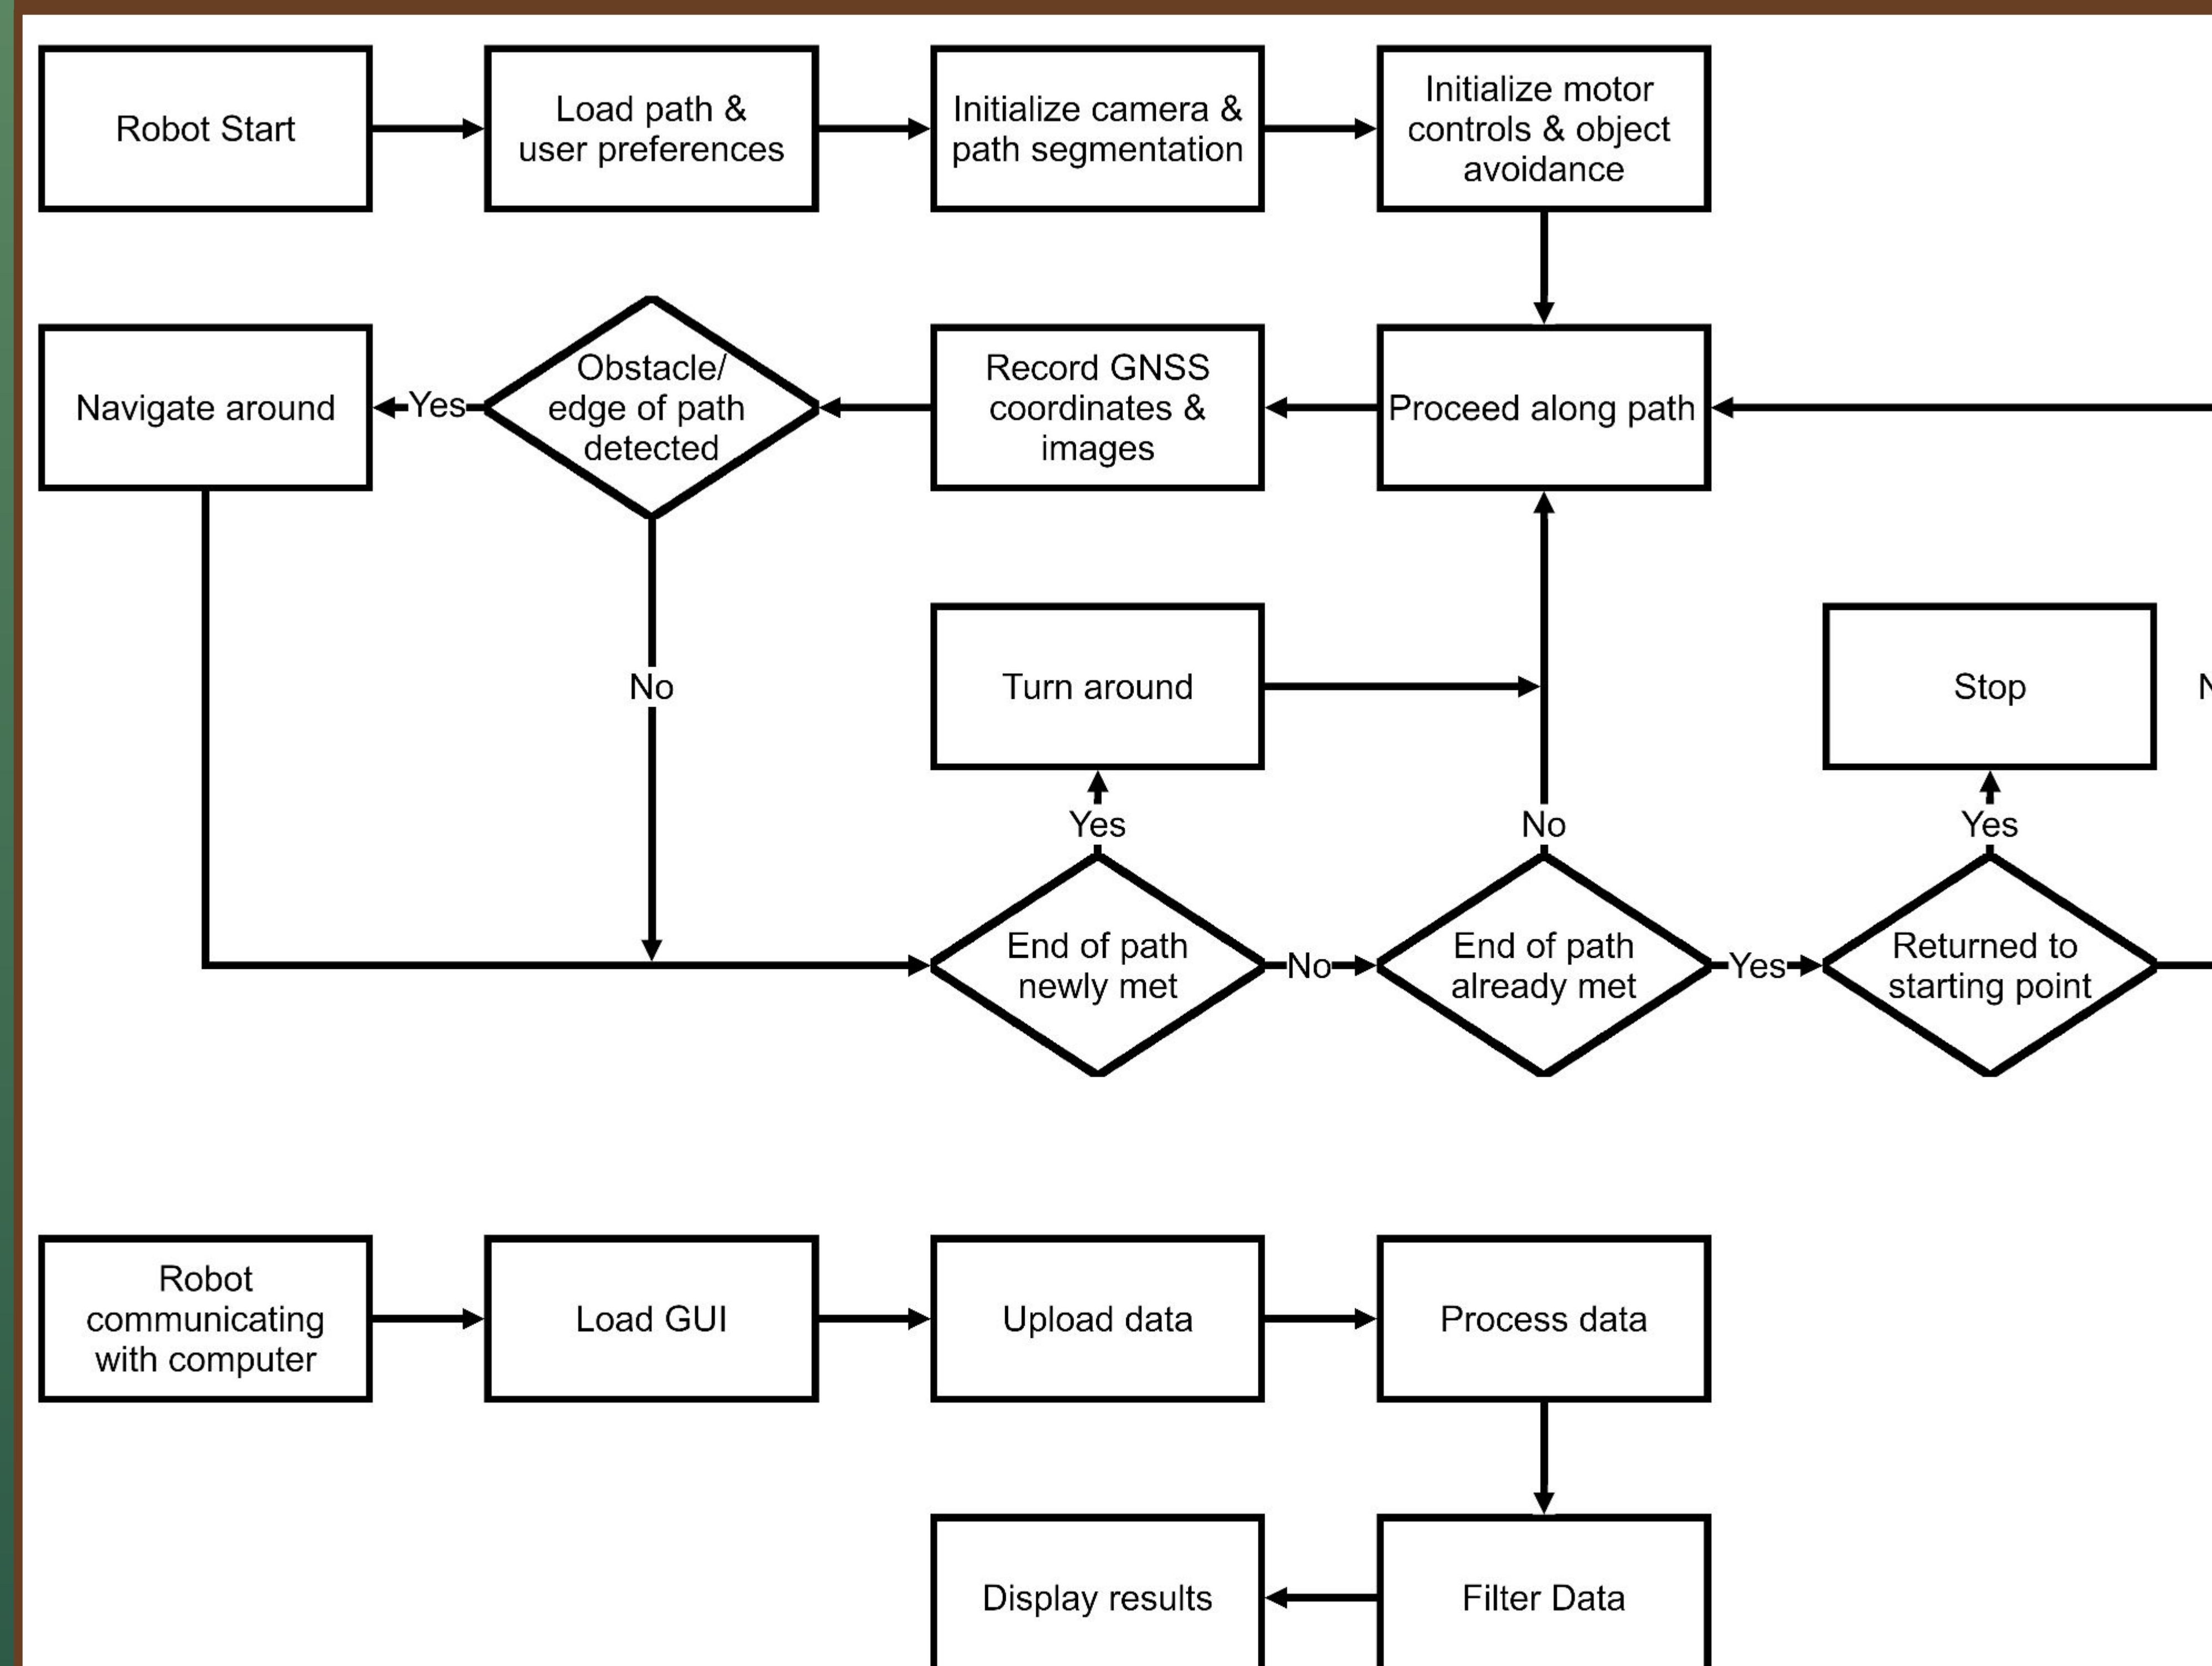 Robot Start
Load path &
user preferences
Initialize camera &
path segmentation
Initialize motor
controls & object
avoidance
Navigate around
Yes
Obstacle/
edge of path
detected
Record GNSS
coordinates &
images
Proceed along path
No
Turn around
Stop
Yes
No
Yes
End of path
newly met
No
End of path
already met
Yes
Returned to
starting point
Robot
communicating
with computer
Load GUI
Upload data
Process data
Display results
Filter Data